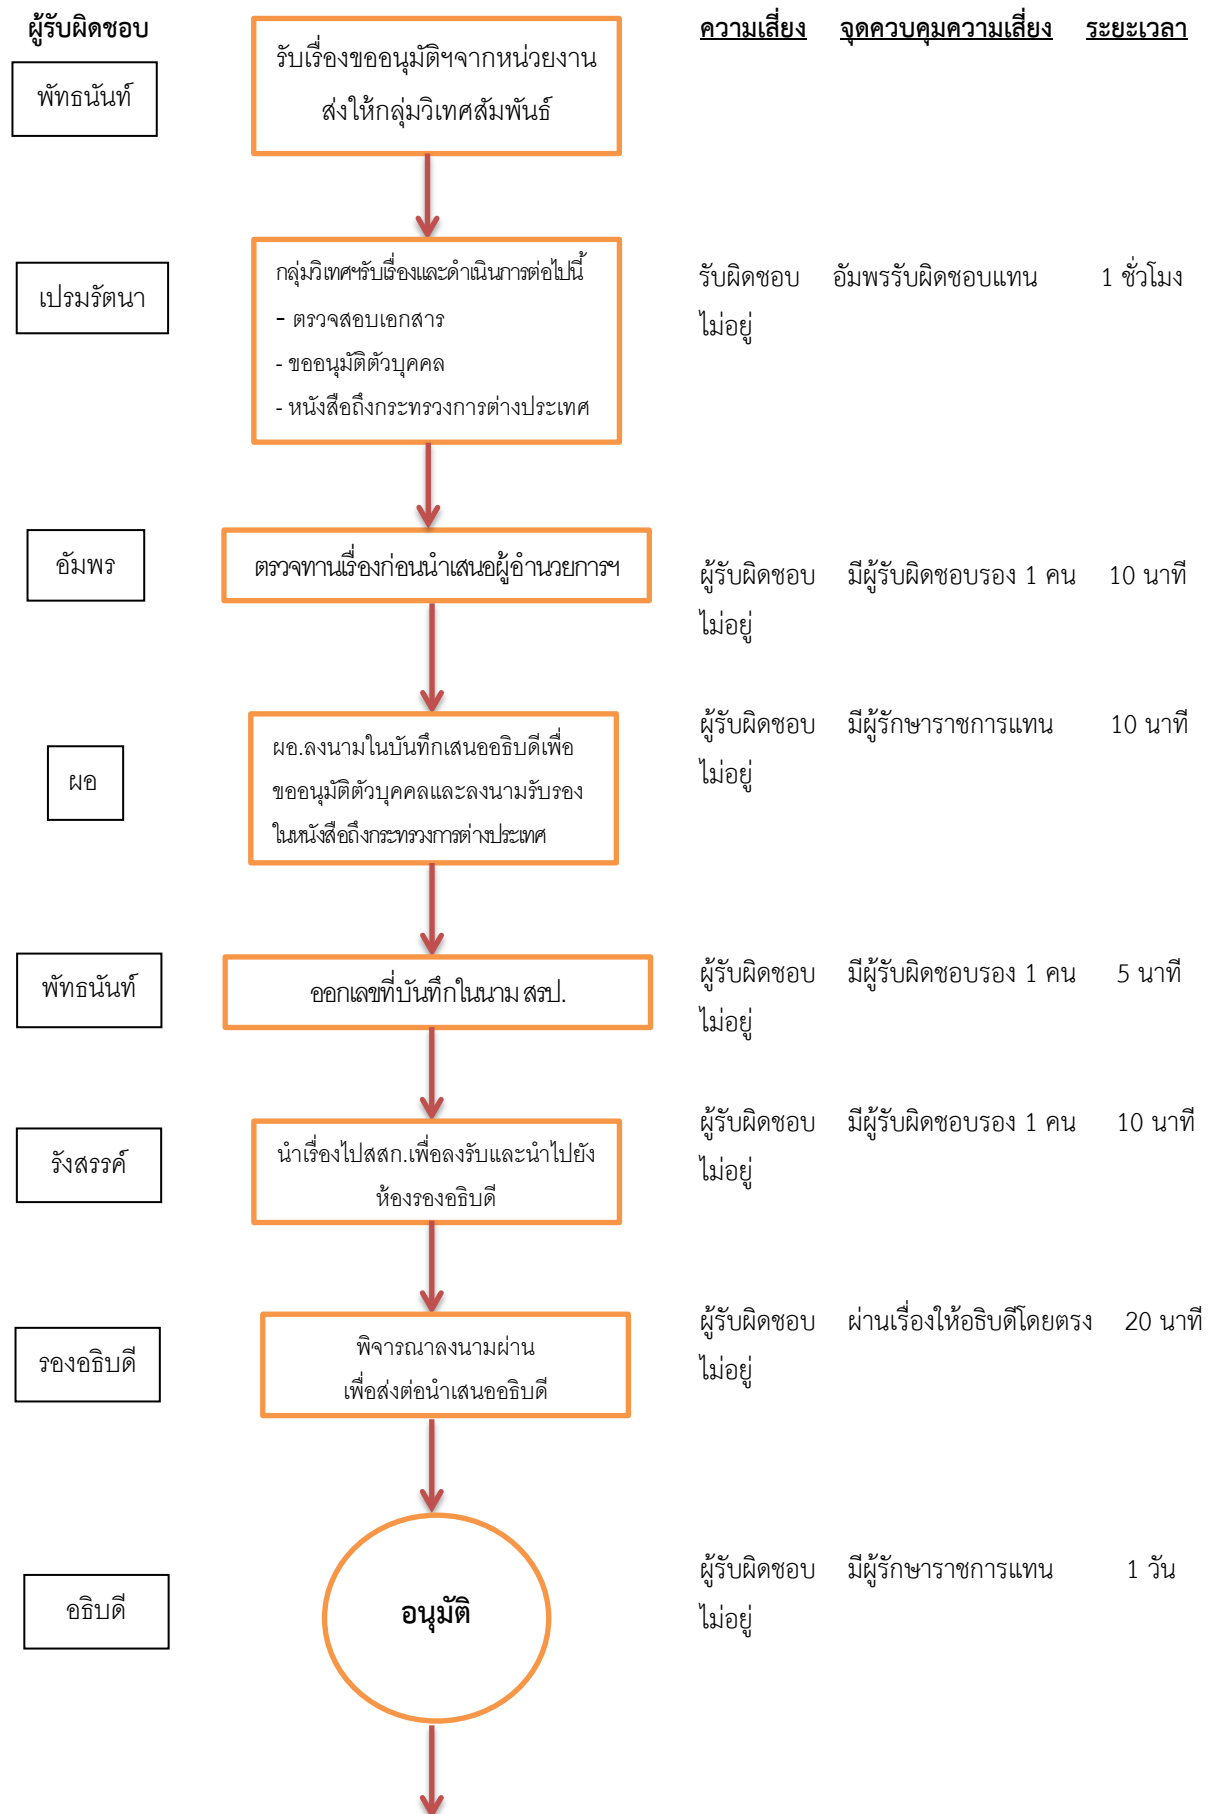 ผู้รับผิดชอบ
ความเสี่ยง จุดควบคุมความเสี่ยง ระยะเวลา
พัทธนันท์
รับเรื่องขออนุมัติฯจากหน่วยงาน
ส่งให้กลุ่มวิเทศสัมพันธ์
เปรมรัตนา
กลุ่มวิเทศฯรับเรื่องและดำเนินการต่อไปนี้
- ตรวจสอบเอกสาร
- ขออนุมัติตัวบุคคล
- หนังสือถึงกระทรวงการต่างประเทศ
รับผิดชอบ อัมพรรับผิดชอบแทน 1 ชั่วโมง
ไม่อยู่
อัมพร
ตรวจทานเรื่องก่อนนำเสนอผู้อำนวยการฯ
ผู้รับผิดชอบ มีผู้รับผิดชอบรอง 1 คน 10 นาที
ไม่อยู่
ผอ
ผอ.ลงนามในบันทึกเสนออธิบดีเพื่อ
ขออนุมัติตัวบุคคลและลงนามรับรอง
ในหนังสือถึงกระทรวงการต่างประเทศ
ผู้รับผิดชอบ มีผู้รักษาราชการแทน 10 นาที
ไม่อยู่
พัทธนันท์
ออกเลขที่บันทึกในนาม สรป.
ผู้รับผิดชอบ มีผู้รับผิดชอบรอง 1 คน 5 นาที
ไม่อยู่
รังสรรค์
นำเรื่องไปสสก.เพื่อลงรับและนำไปยัง
ห้องรองอธิบดี
ผู้รับผิดชอบ มีผู้รับผิดชอบรอง 1 คน 10 นาที
ไม่อยู่
รองอธิบดี
พิจารณาลงนามผ่าน
เพื่อส่งต่อนำเสนออธิบดี
ผู้รับผิดชอบ ผ่านเรื่องให้อธิบดีโดยตรง 20 นาที
ไม่อยู่
อธิบดี
อนุมัติ
ผู้รับผิดชอบ มีผู้รักษาราชการแทน 1 วัน
ไม่อยู่